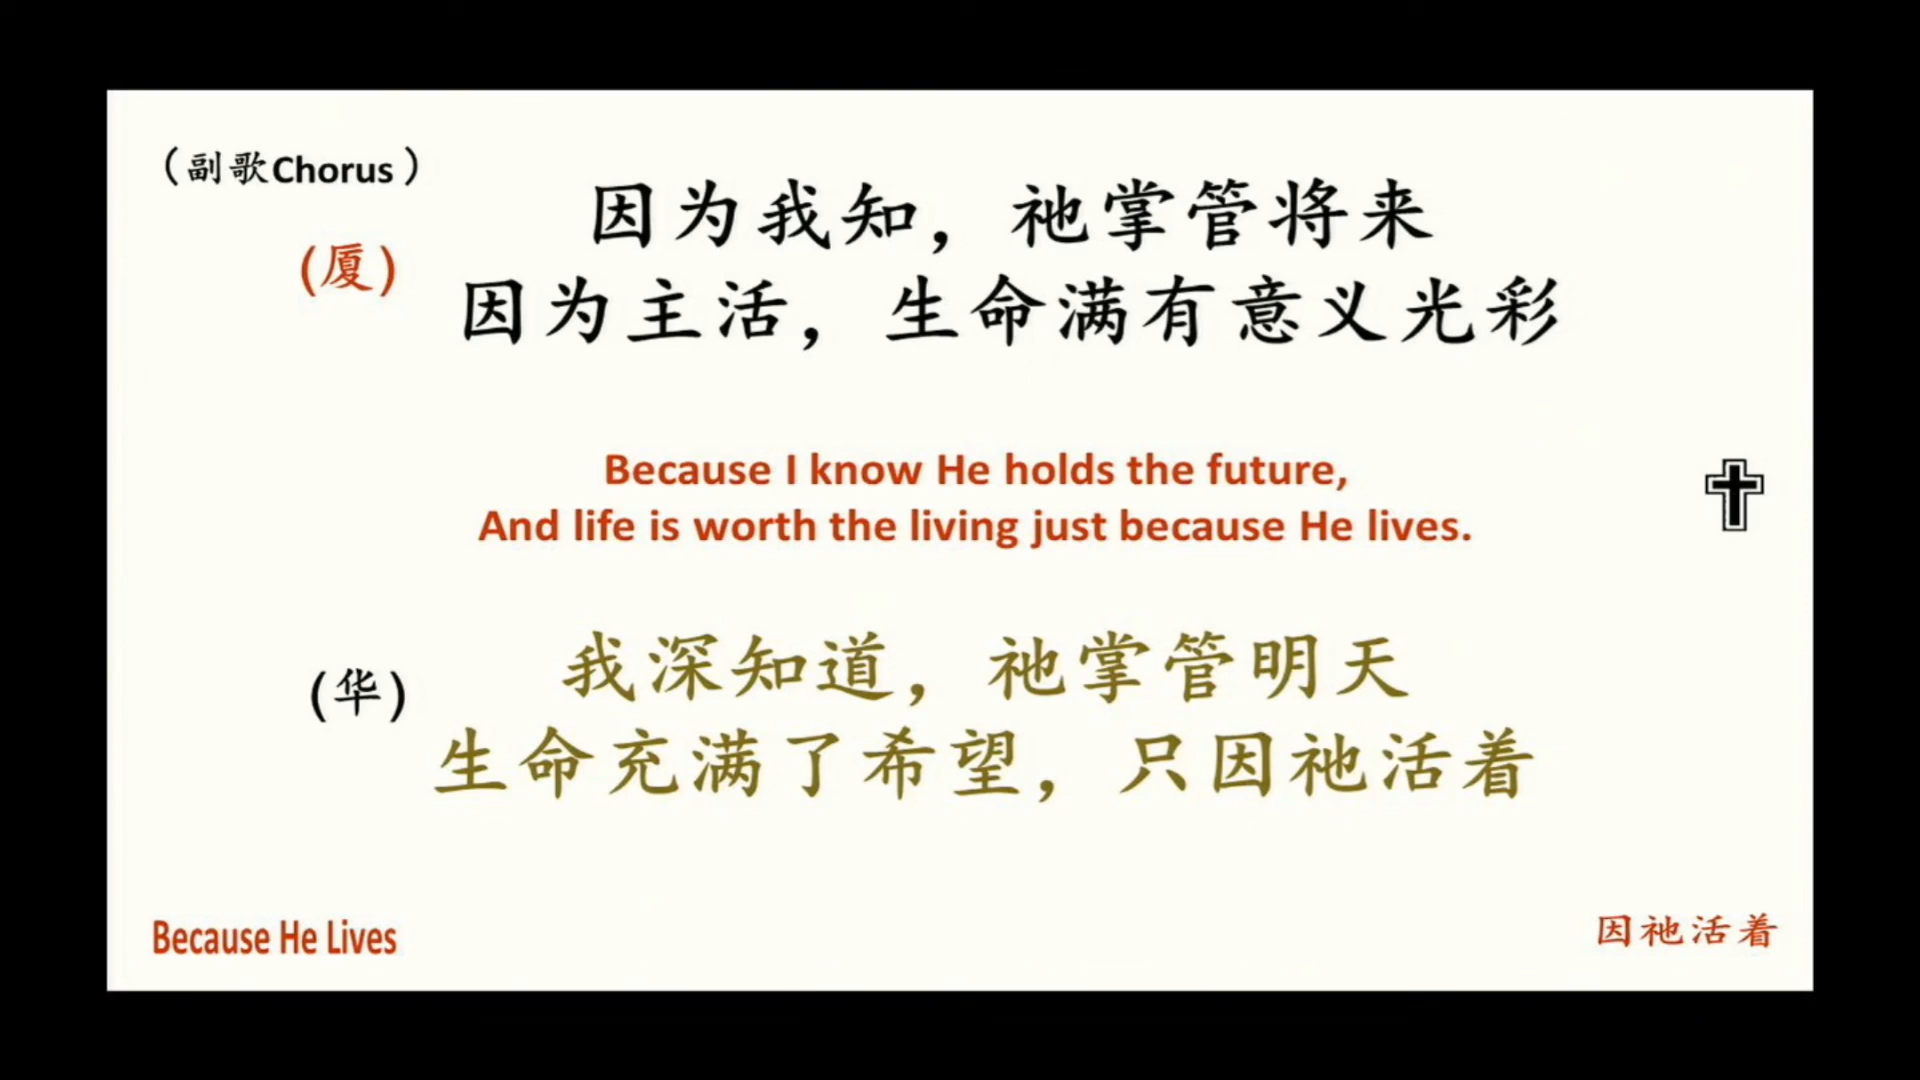 （副歌Chorus）
因为我知，祂掌管将来
(厦)
因为主活，生命满有意义光彩
Because I know He holds the future,
And life is worth the living just because He lives.
我深知道，祂掌管明天
(华)
生命充满了希望，只因祂活着
Because He Lives
因祂活着